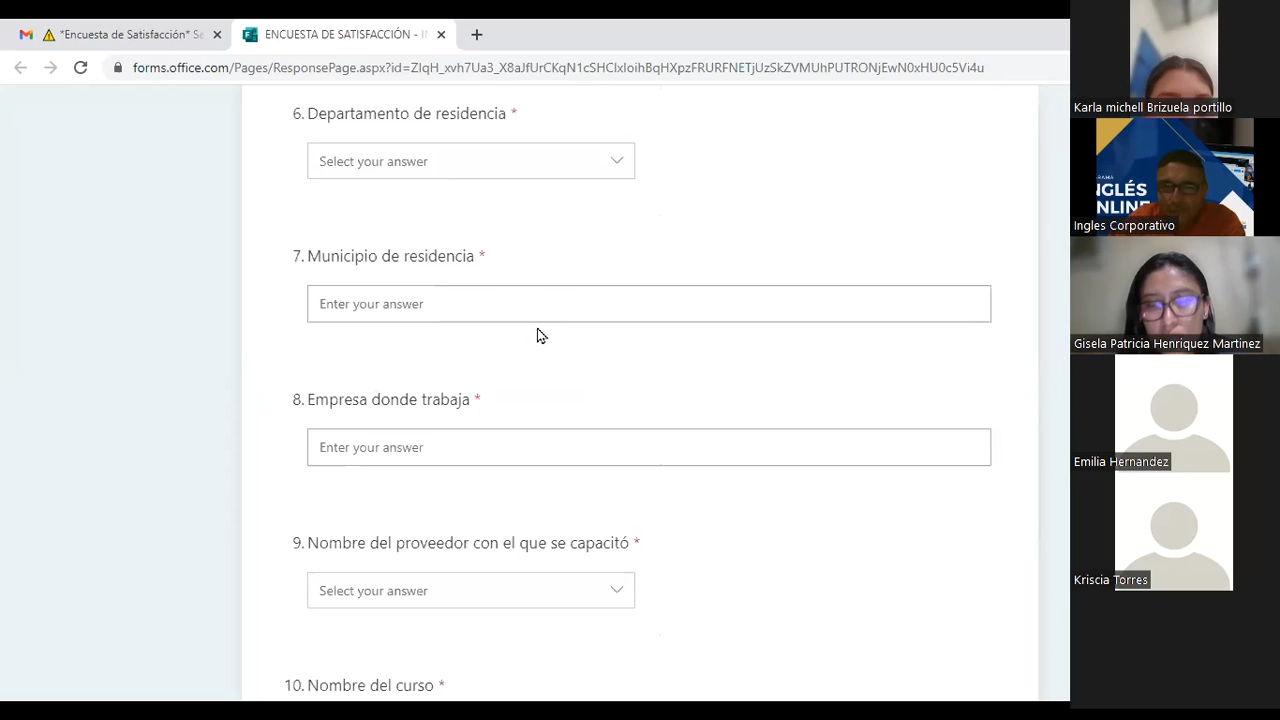 ⚠ *Encuesta de Satisfacción* Se
ENCUESTA DE SATISFACCIÓN - I
forms.office.com/Pages/ResponsePage.aspx?id=ZIqH_xvh7Ua3_X8aJfUrCKqN1cSHCIxIoihBqHXpzFRURFNETjUzSkZVMUhPUTRONjEwN0xHU0c5Vi4u
6. Departamento de residencia *
Select your answer
7. Municipio de residencia *
Enter your answer
8. Empresa donde trabaja *
Enter your answer
9. Nombre del proveedor con el que se capacitó *
Select your answer
10. Nombre del curso *
Karla michell Brizuela portillo
INGLÉS
ONLINE
Ingles Corporativo
Gisela Patricia Henriquez Martinez
Emilia Hernandez
Kriscia Torres